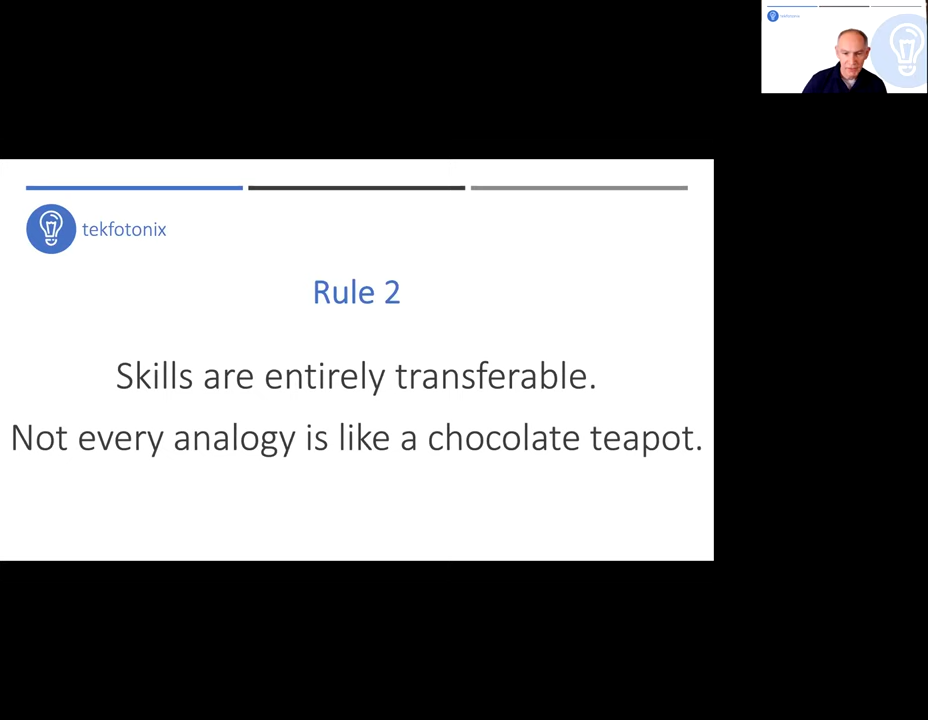 tekfotonix
Rule 2
Skills are entirely transferable.
Not every analogy is like a chocolate teapot.